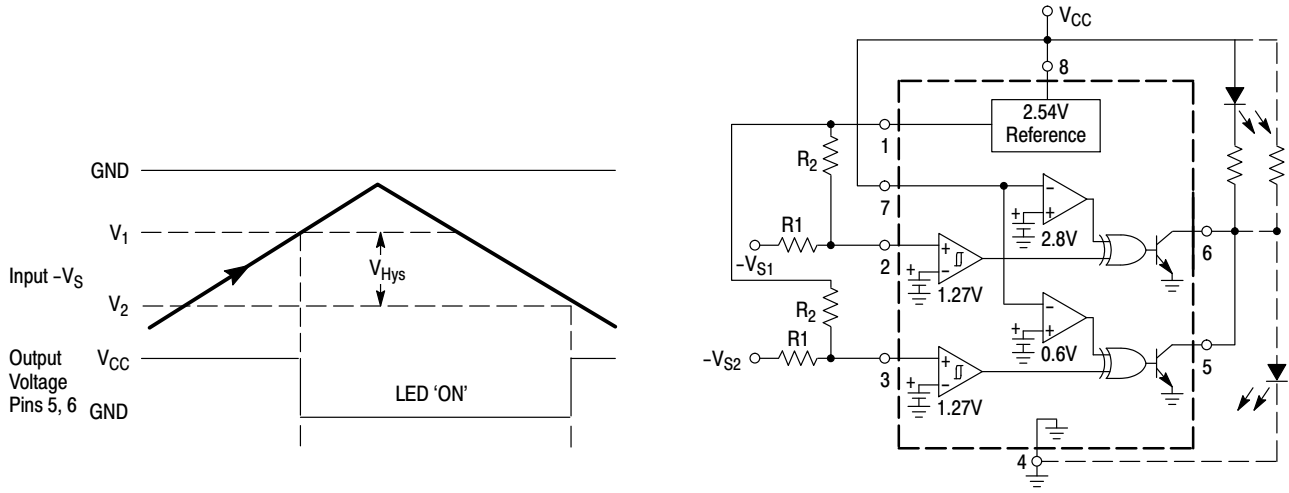 GND
V1
Input –VS
VHys
V2
Output
Voltage
Pins 5, 6
VCC
GND
LED 'ON'
VCC
8
2.54V
Reference
1
R2
7
–
+
+
2.8V
6
R1
–VS1
2
+
–
+
1.27V
R2
–
+
+
0.6V
5
R1
–VS2
3
+
–
+
1.27V
4